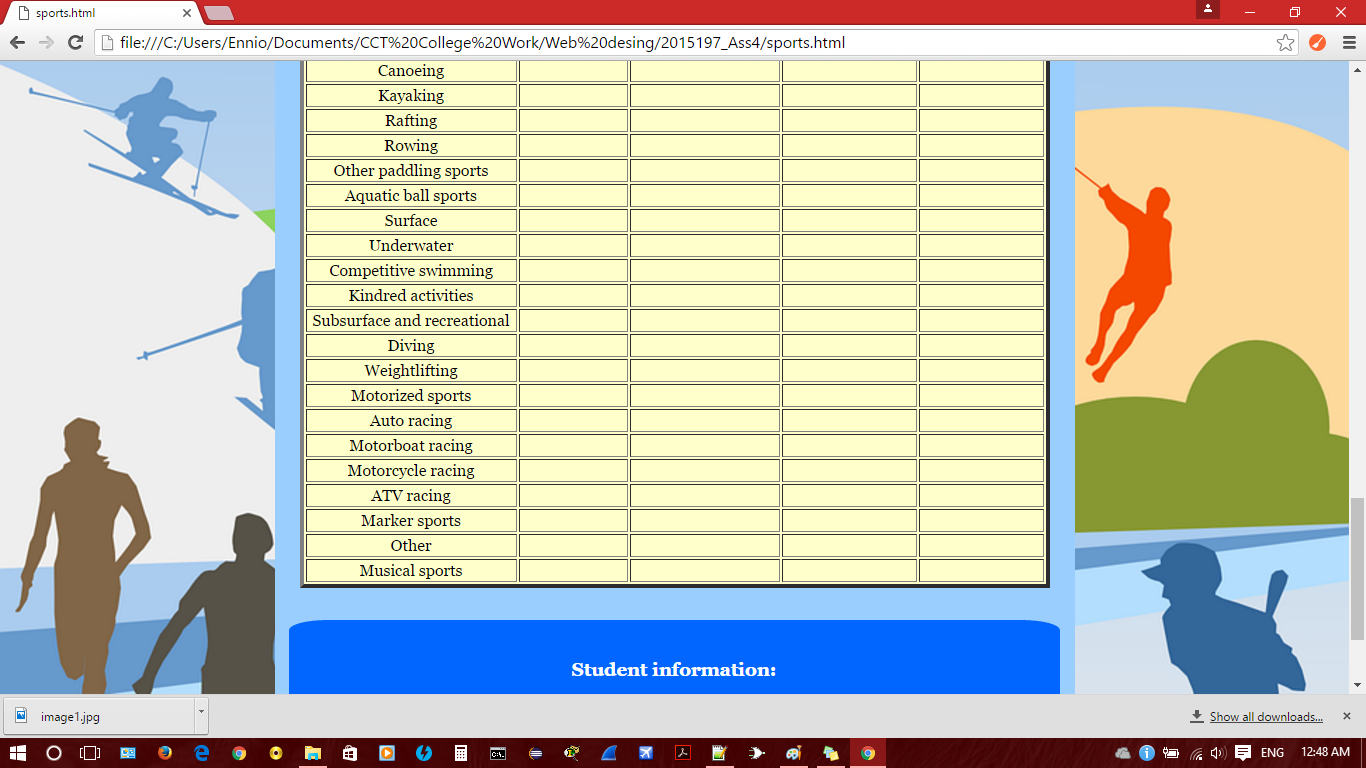 sports.html
file:///C:/Users/Ennio/Documents/CCT%20College%20Work/Web%20desing/2015197_Ass4/sports.html
Canoeing
Kayaking
Rafting
Rowing
Other paddling sports
Aquatic ball sports
Surface
Underwater
Competitive swimming
Kindred activities
Subsurface and recreational
Diving
Weightlifting
Motorized sports
Auto racing
Motorboat racing
Motorcycle racing
ATV racing
Marker sports
Other
Musical sports
Student information:
image1.jpg
Show all downloads...
ENG
12:48 AM